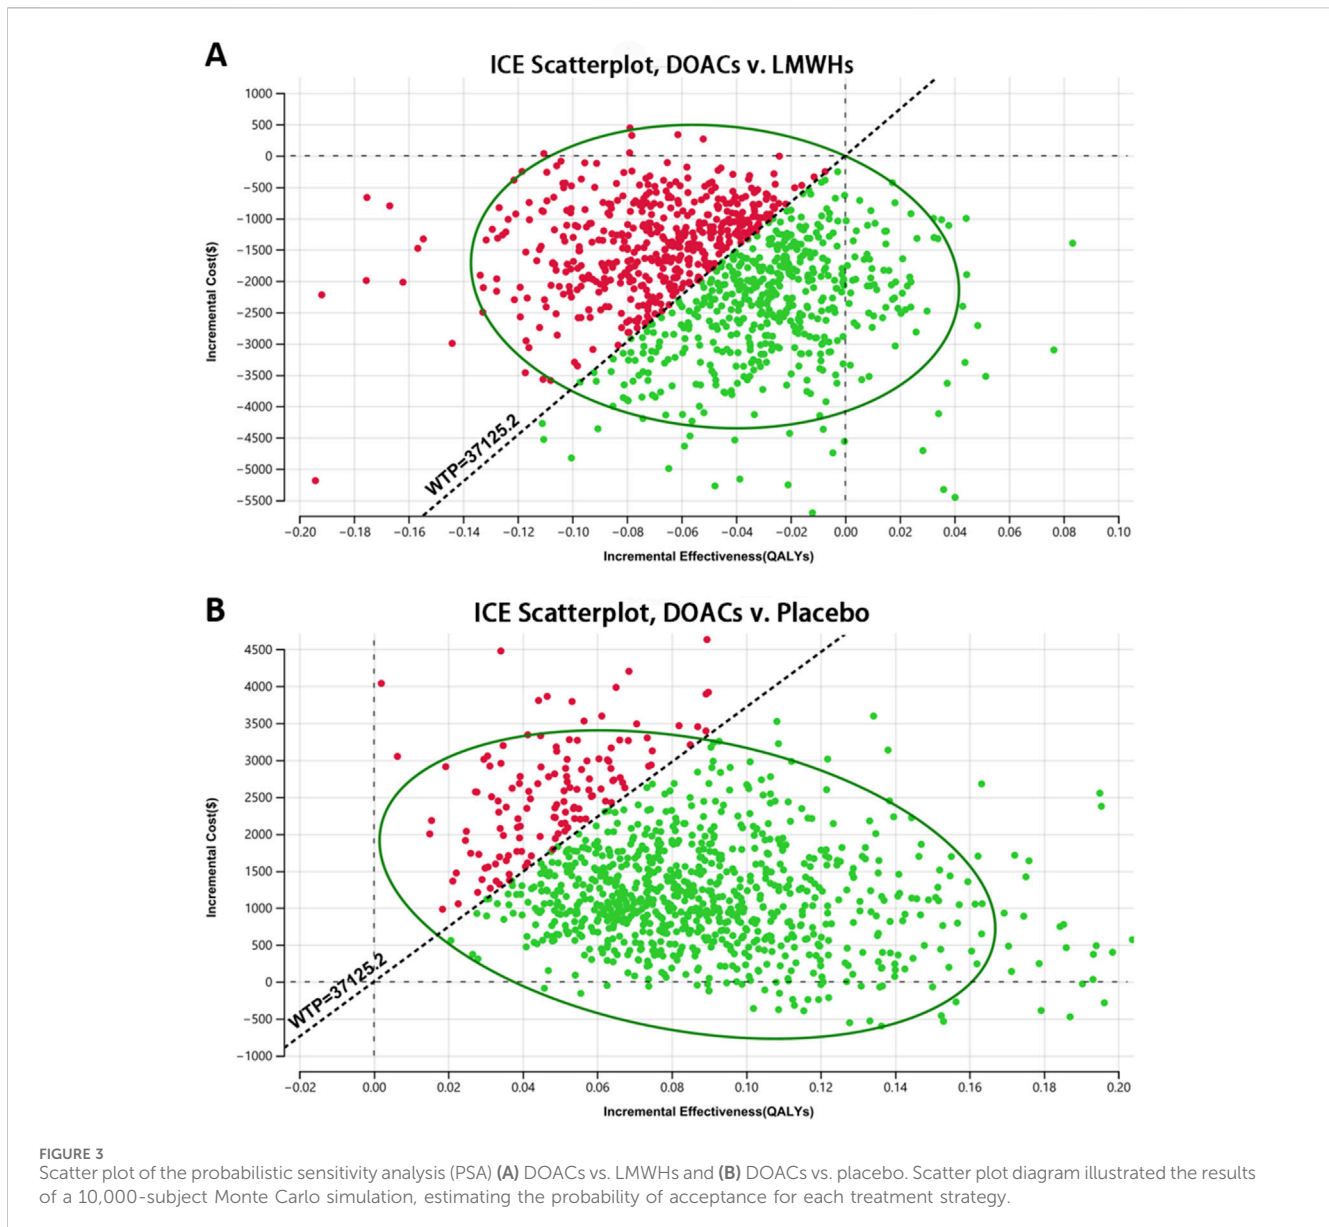 A
ICE Scatterplot, DOACs v. LMWHs
1000
500
0
−500
−1000
−1500
−2000
−2500
−3000
−3500
−4000
−4500
−5000
−5500
Incremental Cost($)
WTP=37125.2
−0.20 −0.18 −0.16 −0.14 −0.12 −0.10 −0.08 −0.06 −0.04 −0.02 0.00 0.02 0.04 0.06 0.08 0.10
Incremental Effectiveness(QALYs)
B
ICE Scatterplot, DOACs v. Placebo
4500
4000
3500
3000
2500
2000
1500
1000
500
0
−500
−1000
Incremental Cost($)
WTP=37125.2
−0.02 0.00 0.02 0.04 0.06 0.08 0.10 0.12 0.14 0.16 0.18 0.20
Incremental Effectiveness(QALYs)
FIGURE 3
Scatter plot of the probabilistic sensitivity analysis (PSA) (A) DOACs vs. LMWHs and (B) DOACs vs. placebo. Scatter plot diagram illustrated the results
of a 10,000-subject Monte Carlo simulation, estimating the probability of acceptance for each treatment strategy.